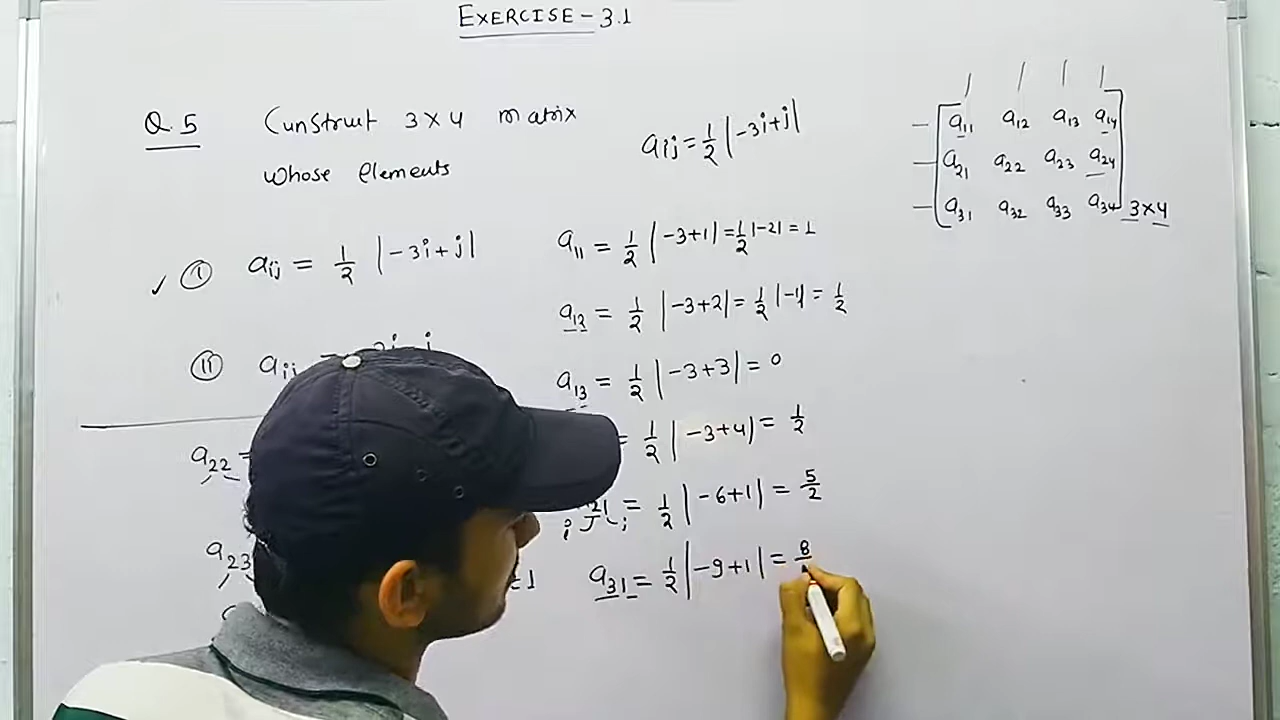 EXERCISE-3.1
Q.5 Cunstruct 3×4 matrix
whose elements
(i) aij = 1/2 |-3i+j|
(ii) aij
a22 =
a23
aij = 1/2 |-3i+j|
a11 = 1/2 |-3+1| = 1/2 |-2| = 1
a12 = 1/2 |-3+2| = 1/2 |-1| = 1/2
a13 = 1/2 |-3+3| = 0
= 1/2 |-3+4| = 1/2
21 = 1/2 |-6+1| = 5/2
i j
a31 = 1/2 |-9+1| = 8
a11 a12 a13 a14
a21 a22 a23 a24
a31 a32 a33 a34 3×4